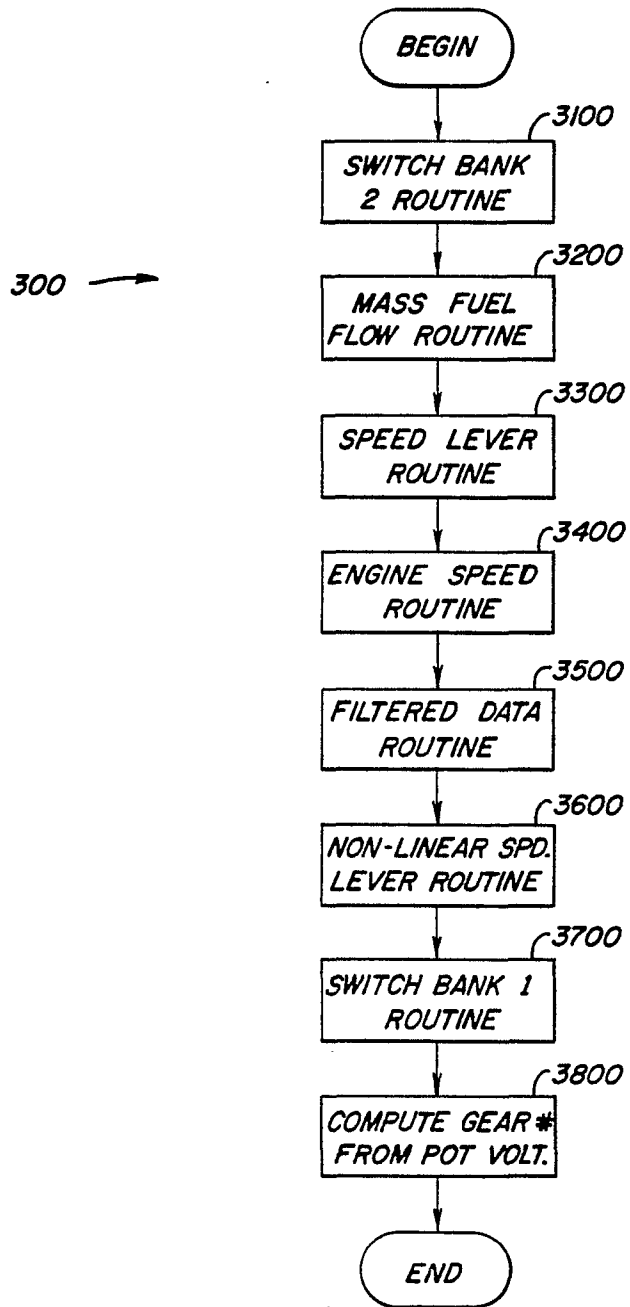 BEGIN
3100
SWITCH BANK
2 ROUTINE
300
3200
MASS FUEL
FLOW ROUTINE
3300
SPEED LEVER
ROUTINE
3400
ENGINE SPEED
ROUTINE
3500
FILTERED DATA
ROUTINE
3600
NON-LINEAR SPD.
LEVER ROUTINE
3700
SWITCH BANK 1
ROUTINE
3800
COMPUTE GEAR #
FROM POT VOLT.
END